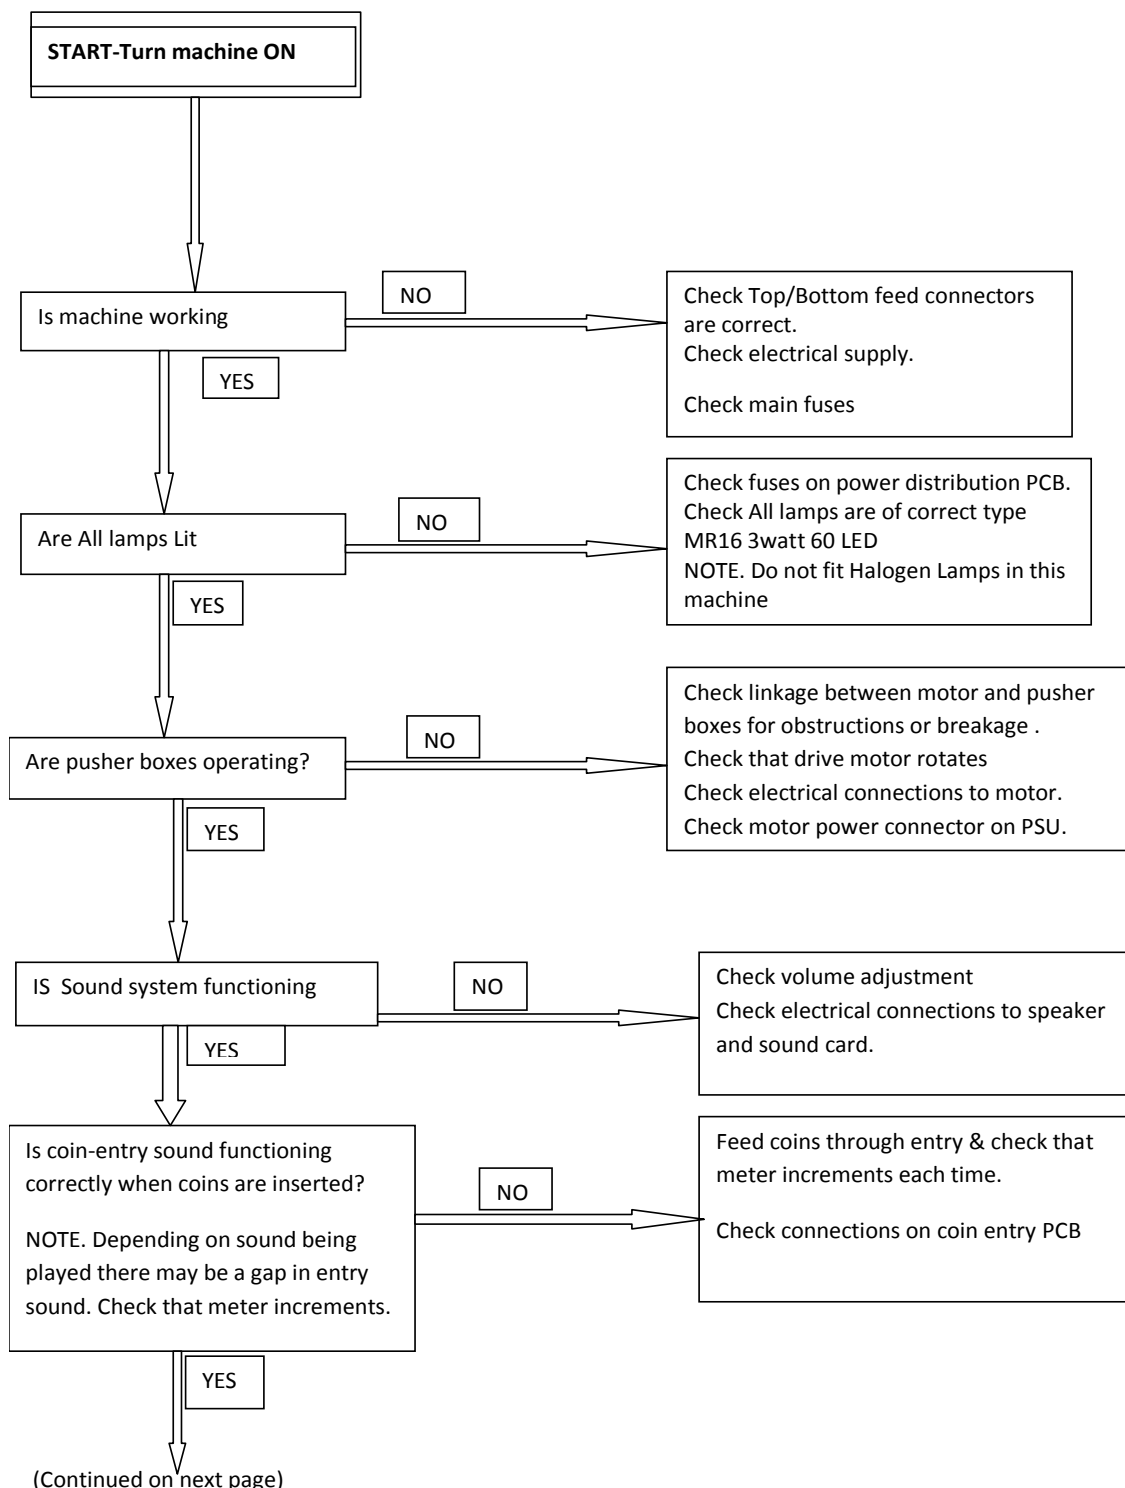 START-Turn machine ON
Is machine working
NO
Check Top/Bottom feed connectors
are correct.
Check electrical supply.
Check main fuses
YES
Are All lamps Lit
NO
Check fuses on power distribution PCB.
Check All lamps are of correct type
MR16 3watt 60 LED
NOTE. Do not fit Halogen Lamps in this
machine
YES
Are pusher boxes operating?
NO
Check linkage between motor and pusher
boxes for obstructions or breakage .
Check that drive motor rotates
Check electrical connections to motor.
Check motor power connector on PSU.
YES
IS  Sound system functioning
NO
Check volume adjustment
Check electrical connections to speaker
and sound card.
YES
Is coin-entry sound functioning
correctly when coins are inserted?
NOTE. Depending on sound being
played there may be a gap in entry
sound. Check that meter increments.
NO
Feed coins through entry & check that
meter increments each time.
Check connections on coin entry PCB
YES
(Continued on next page)